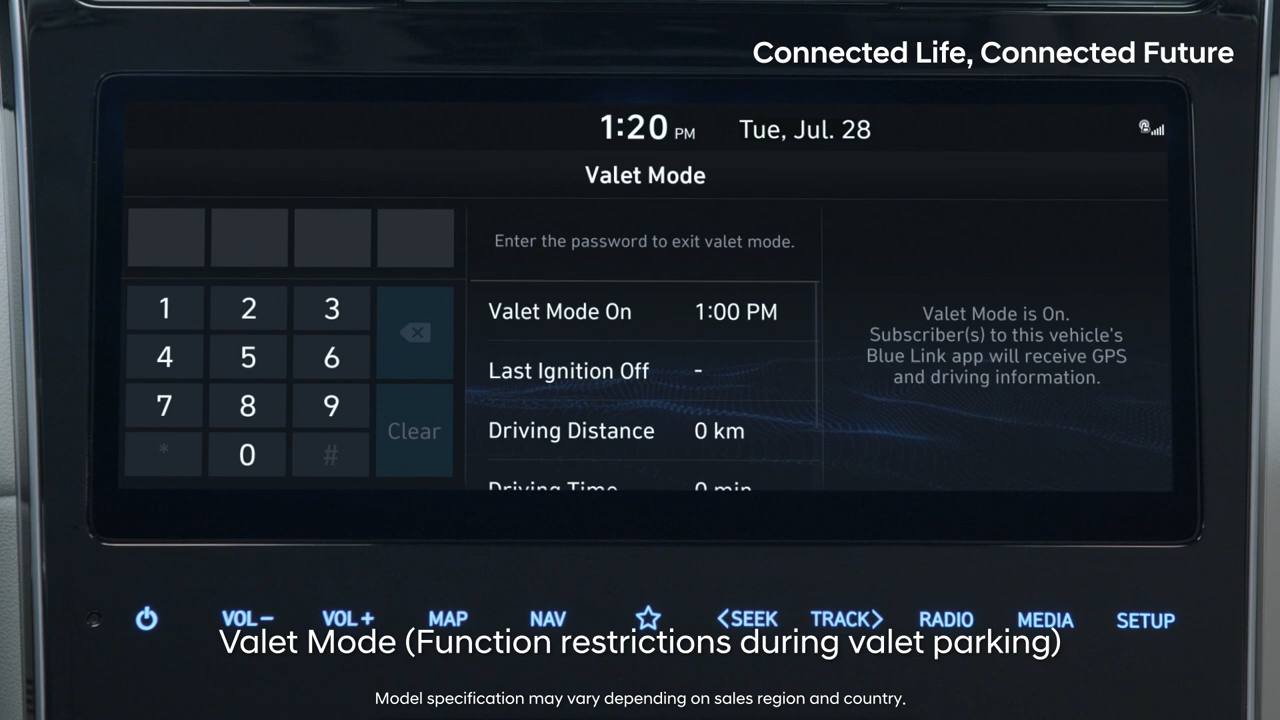 Connected Life, Connected Future
1:20 PM Tue, Jul. 28
Valet Mode
Enter the password to exit valet mode.
1 2 3
4 5 6
7 8 9
* 0 #
Clear
Valet Mode On 1:00 PM
Last Ignition Off -
Driving Distance 0 km
Driving Time 0 min
Valet Mode is On.
Subscriber(s) to this vehicle's
Blue Link app will receive GPS
and driving information.
VOL- VOL+ MAP NAV <SEEK TRACK> RADIO MEDIA SETUP
Valet Mode (Function restrictions during valet parking)
Model specification may vary depending on sales region and country.